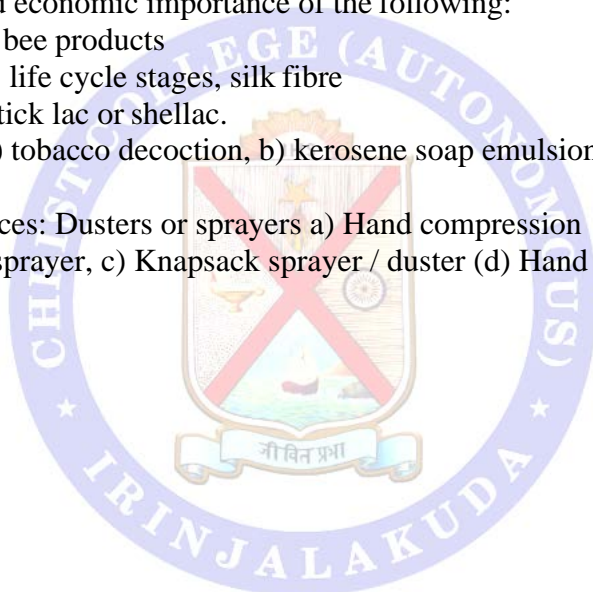 d economic importance of the following:
bee products
life cycle stages, silk fibre
tick lac or shellac.
) tobacco decoction, b) kerosene soap emulsion
ces: Dusters or sprayers a) Hand compression
sprayer, c) Knapsack sprayer / duster (d) Hand
CHRIST COLLEGE (AUTONOMOUS)
जीवित प्रभा
IRINJALAKUDA